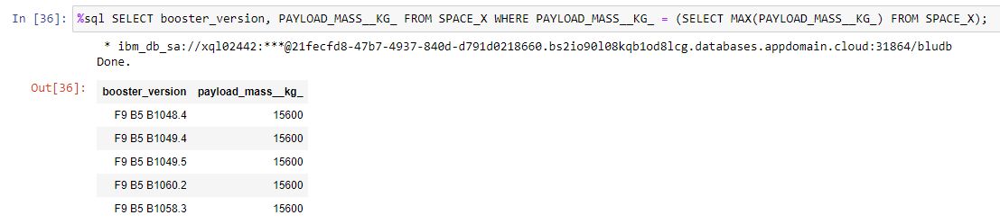 In [36]: %sql SELECT booster_version, PAYLOAD_MASS__KG_ FROM SPACE_X WHERE PAYLOAD_MASS__KG_ = (SELECT MAX(PAYLOAD_MASS__KG_) FROM SPACE_X);
* ibm_db_sa://xql02442:***@21fecfd8-47b7-4937-840d-d791d0218660.bs2io90l08kqb1od8lcg.databases.appdomain.cloud:31864/bludb
Done.
Out[36]:
booster_version payload_mass__kg_
F9 B5 B1048.4 15600
F9 B5 B1049.4 15600
F9 B5 B1049.5 15600
F9 B5 B1060.2 15600
F9 B5 B1058.3 15600